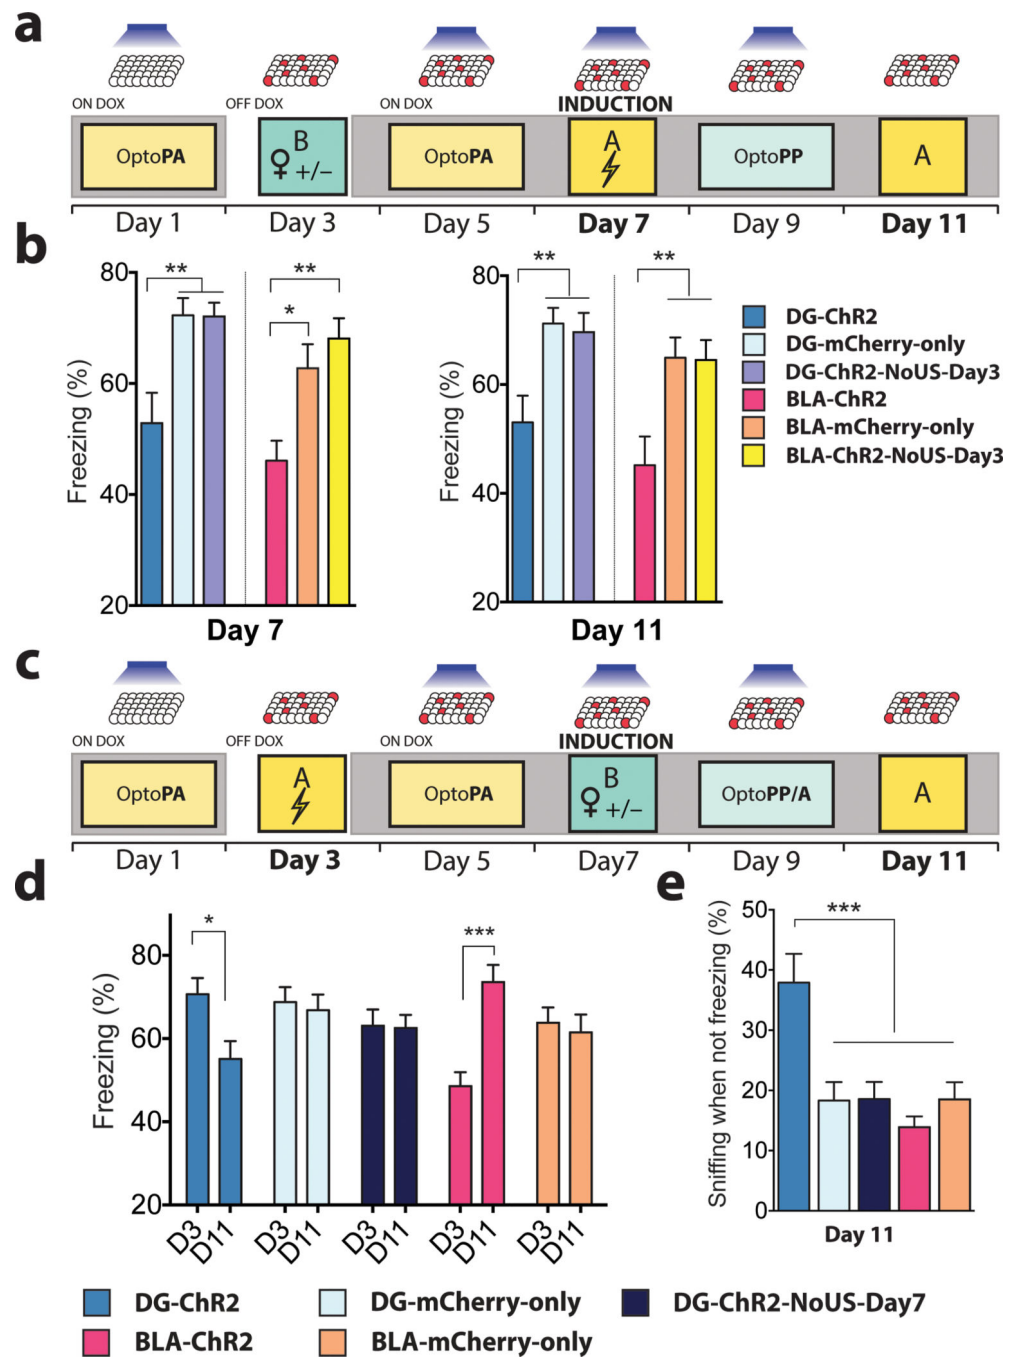 a
ON DOX
OFF DOX
ON DOX
INDUCTION
OptoPA
B
♀ +/–
OptoPA
A
OptoPP
A
Day 1
Day 3
Day 5
Day 7
Day 9
Day 11
b
Freezing (%)
80
60
40
20
**
**
*
Day 7
Freezing (%)
80
60
40
20
**
**
Day 11
DG-ChR2
DG-mCherry-only
DG-ChR2-NoUS-Day3
BLA-ChR2
BLA-mCherry-only
BLA-ChR2-NoUS-Day3
c
ON DOX
OFF DOX
ON DOX
INDUCTION
OptoPA
A
OptoPA
B
♀ +/–
OptoPP/A
A
Day 1
Day 3
Day 5
Day7
Day 9
Day 11
d
Freezing (%)
80
60
40
20
*
***
D3 D11 D3 D11 D3 D11 D3 D11 D3 D11
e
Sniffing when not freezing (%)
50
40
30
20
10
0
***
Day 11
DG-ChR2
DG-mCherry-only
DG-ChR2-NoUS-Day7
BLA-ChR2
BLA-mCherry-only